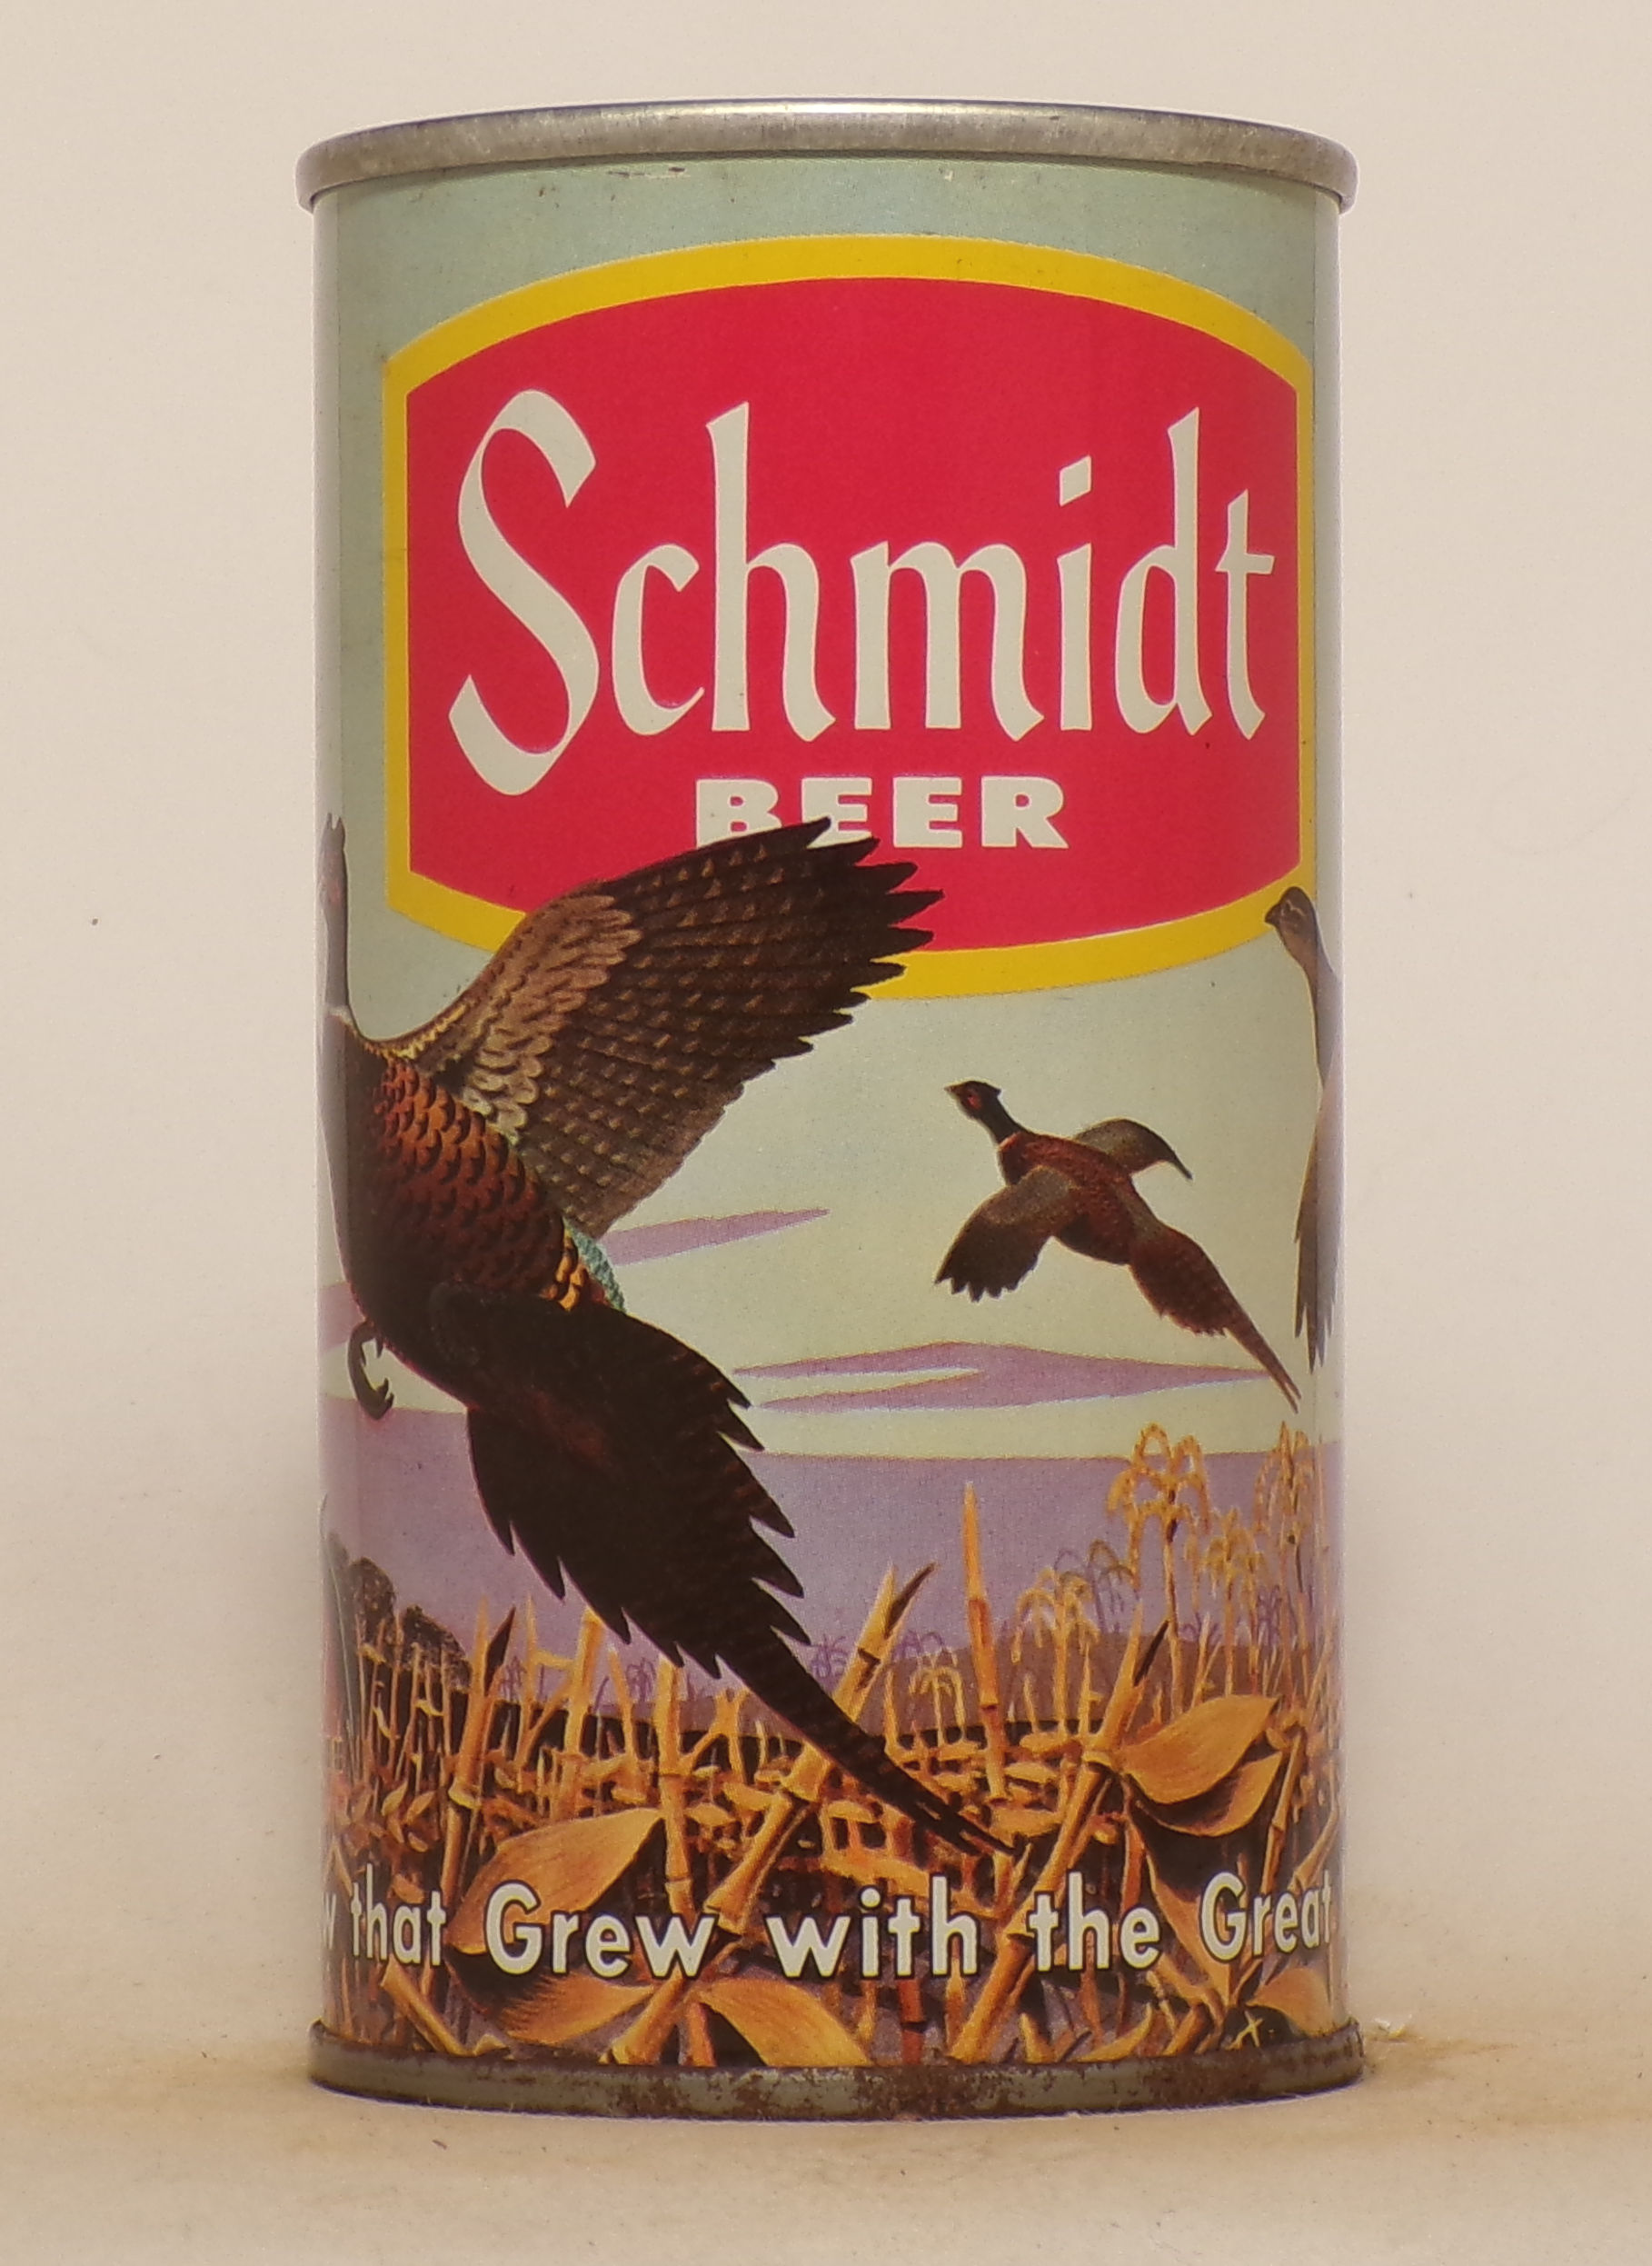 Schmidt
BEER
that Grew with the Great